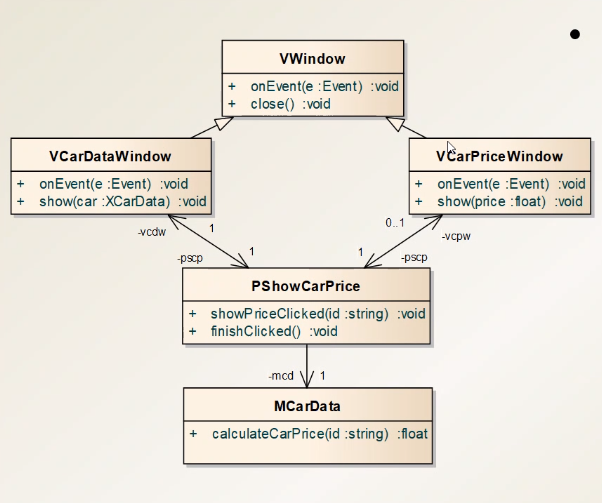 VWindow
+ onEvent(e :Event) :void
+ close() :void
VCarDataWindow
+ onEvent(e :Event) :void
+ show(car :XCarData) :void
VCarPriceWindow
+ onEvent(e :Event) :void
+ show(price :float) :void
-vcdw 1
-pscp 1
0..1 -vcpw
1 -pscp
PShowCarPrice
+ showPriceClicked(id :string) :void
+ finishClicked() :void
-mcd 1
MCarData
+ calculateCarPrice(id :string) :float